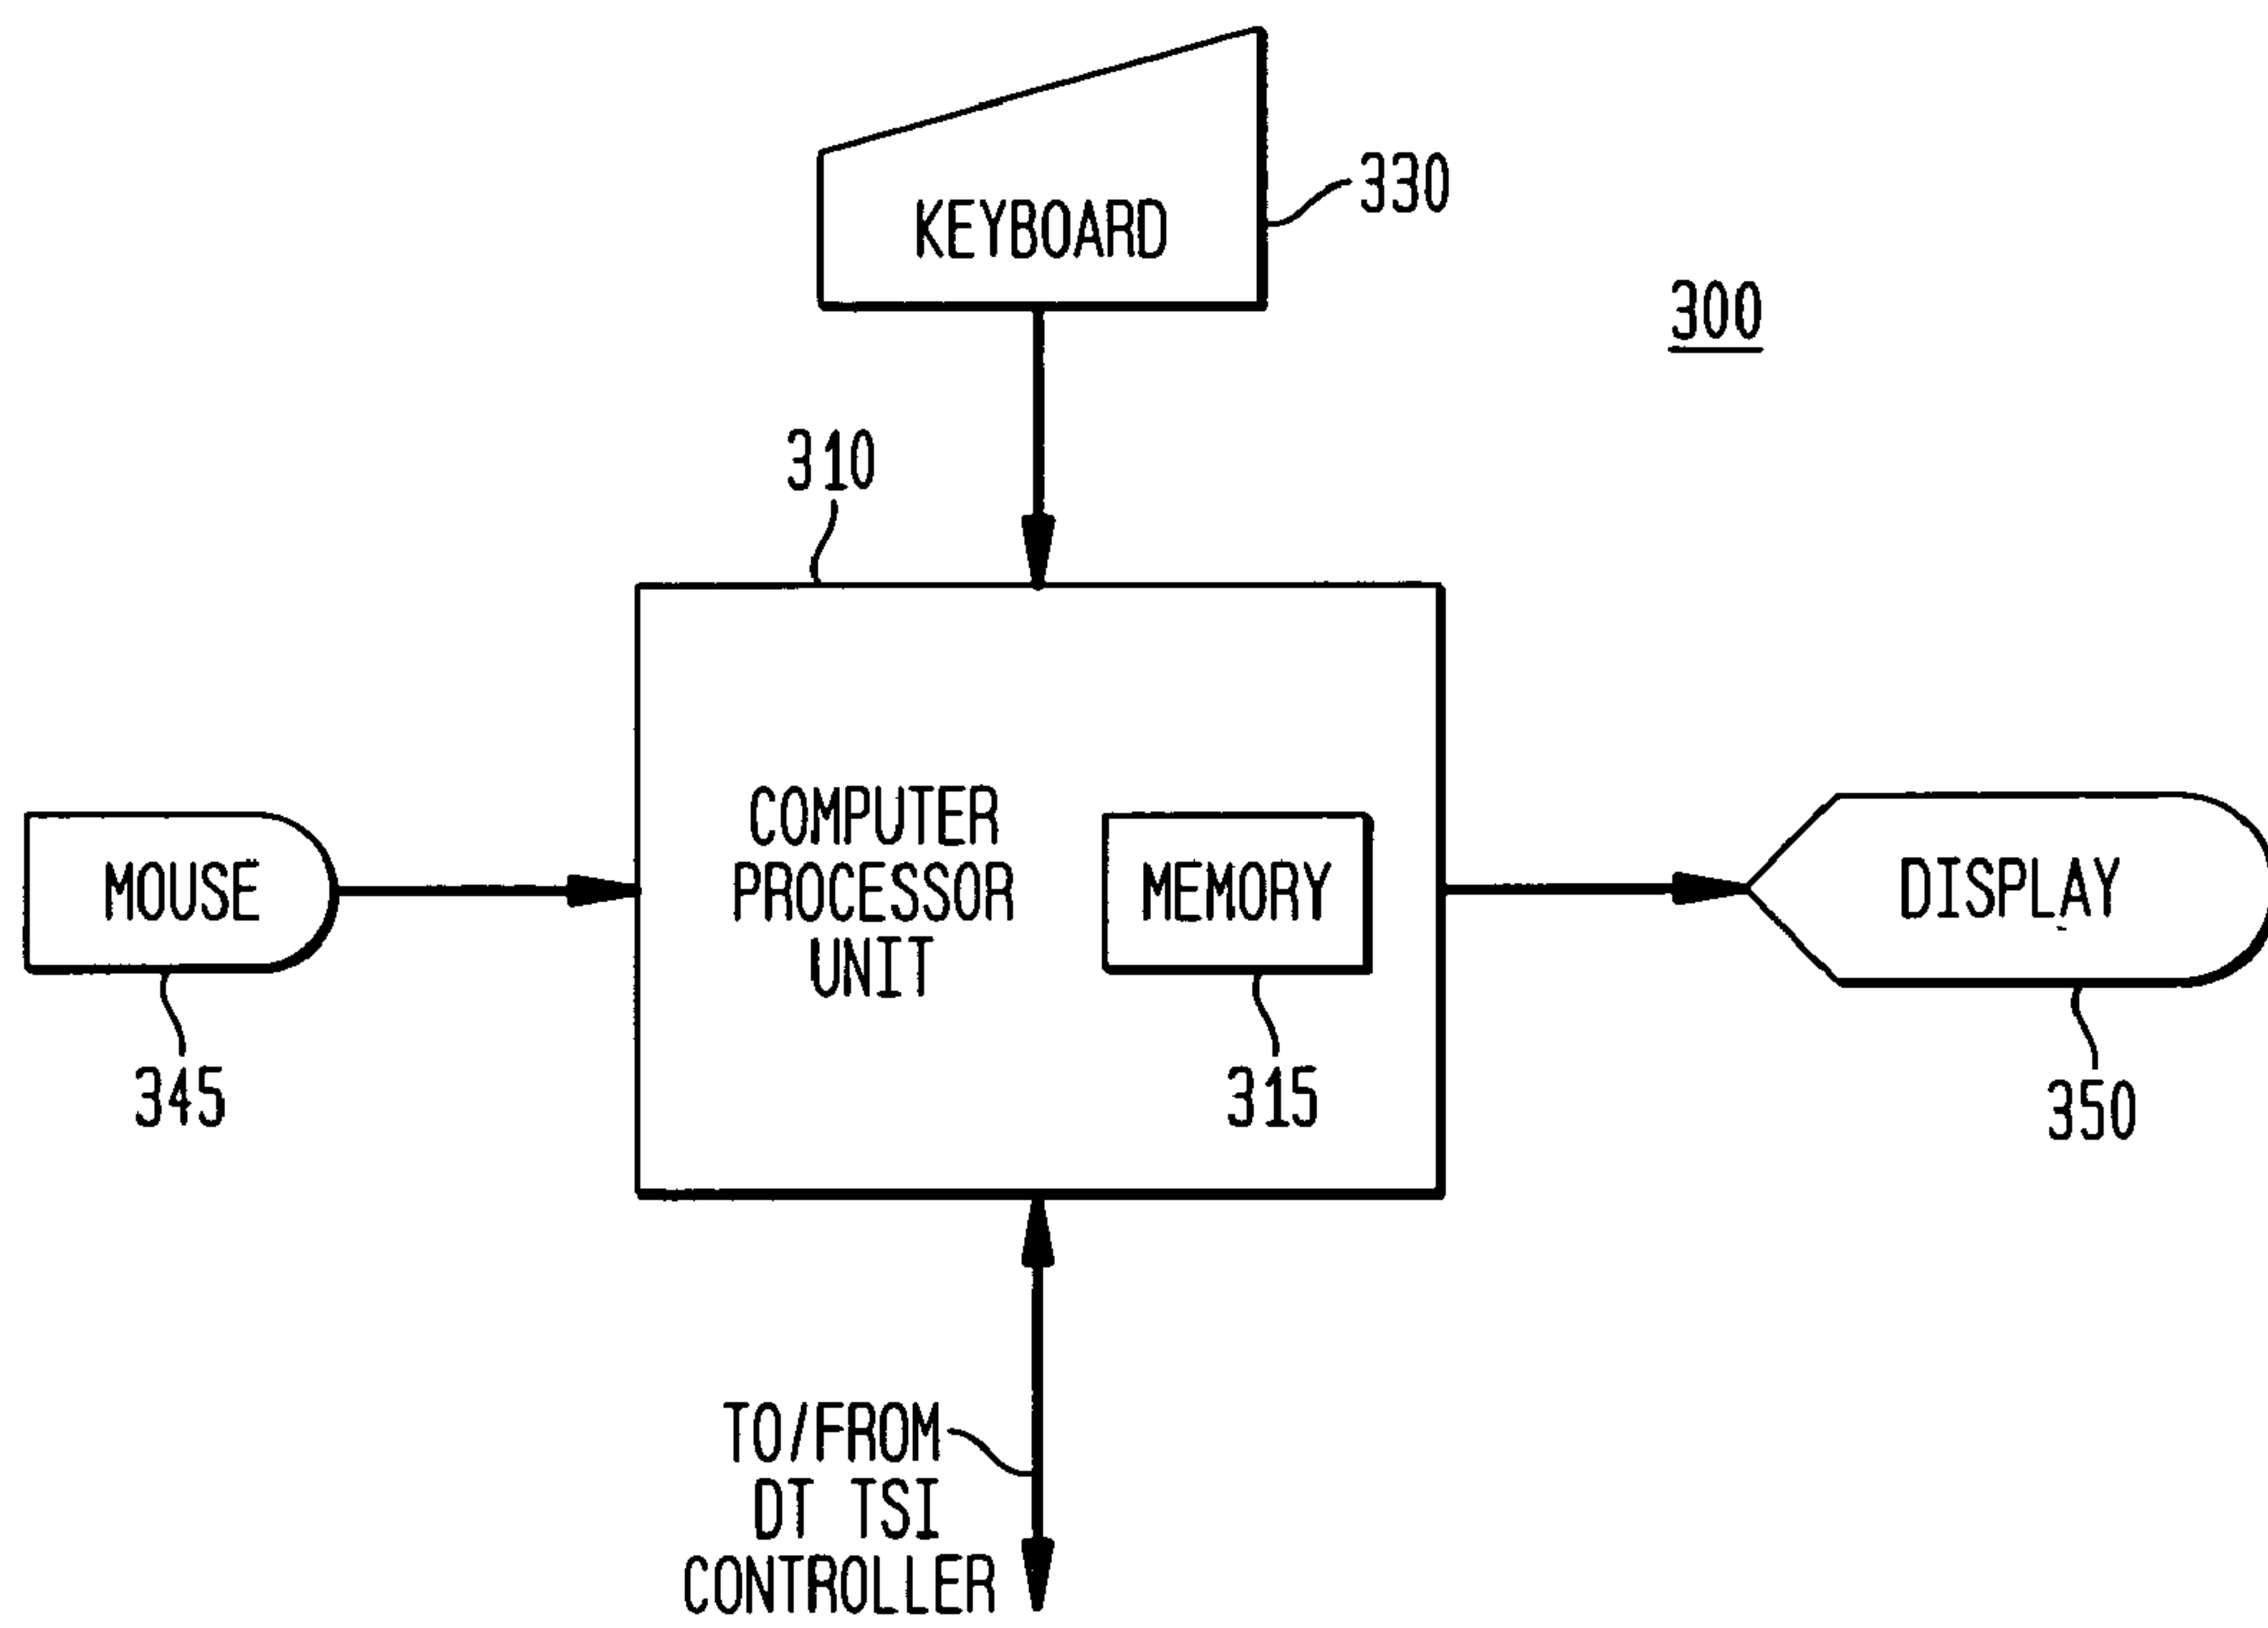 KEYBOARD
330
300
310
COMPUTER
PROCESSOR
UNIT
MEMORY
MOUSE
DISPLAY
345
315
350
TO/FROM
DT TSI
CONTROLLER